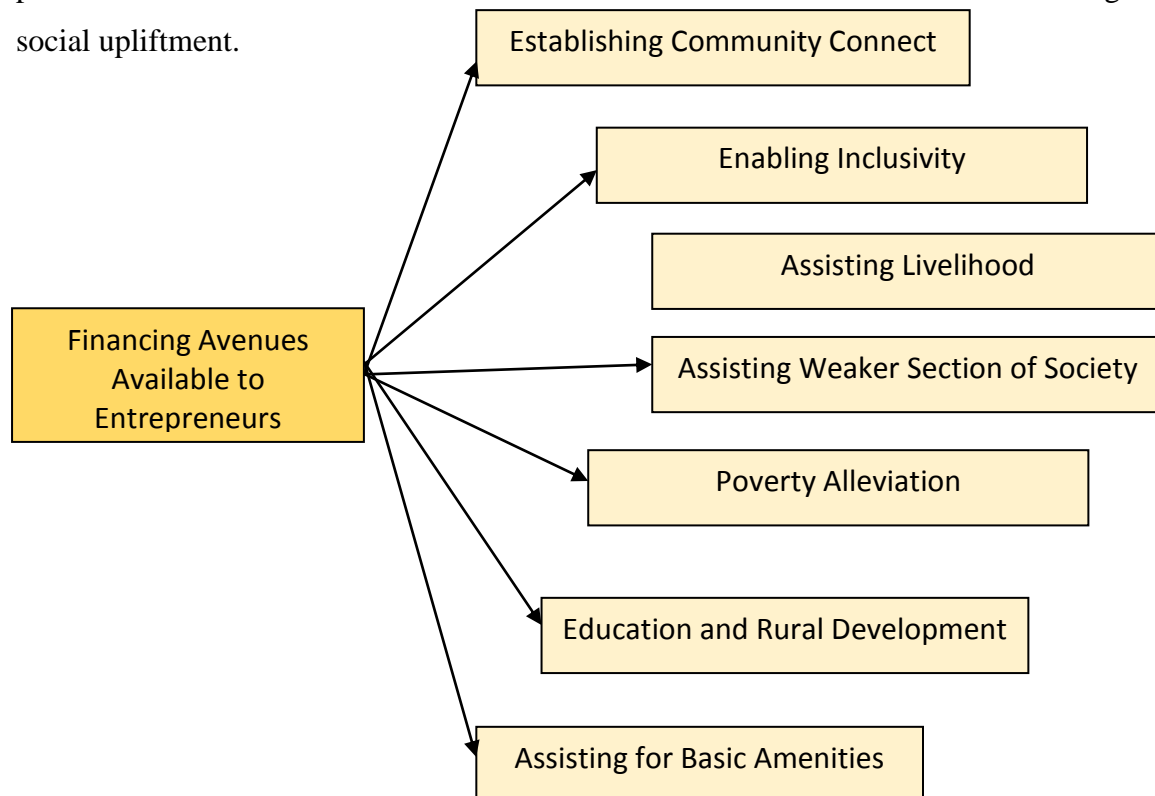 social upliftment.
Establishing Community Connect
Enabling Inclusivity
Assisting Livelihood
Financing Avenues
Available to
Entrepreneurs
Assisting Weaker Section of Society
Poverty Alleviation
Education and Rural Development
Assisting for Basic Amenities